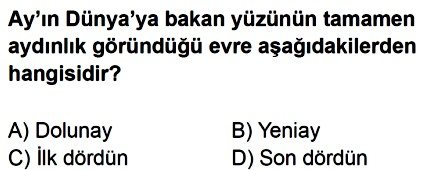 Ay’ın Dünya’ya bakan yüzünün tamamen
aydınlık göründüğü evre aşağıdakilerden
hangisidir?
A) Dolunay B) Yeniay
C) İlk dördün D) Son dördün